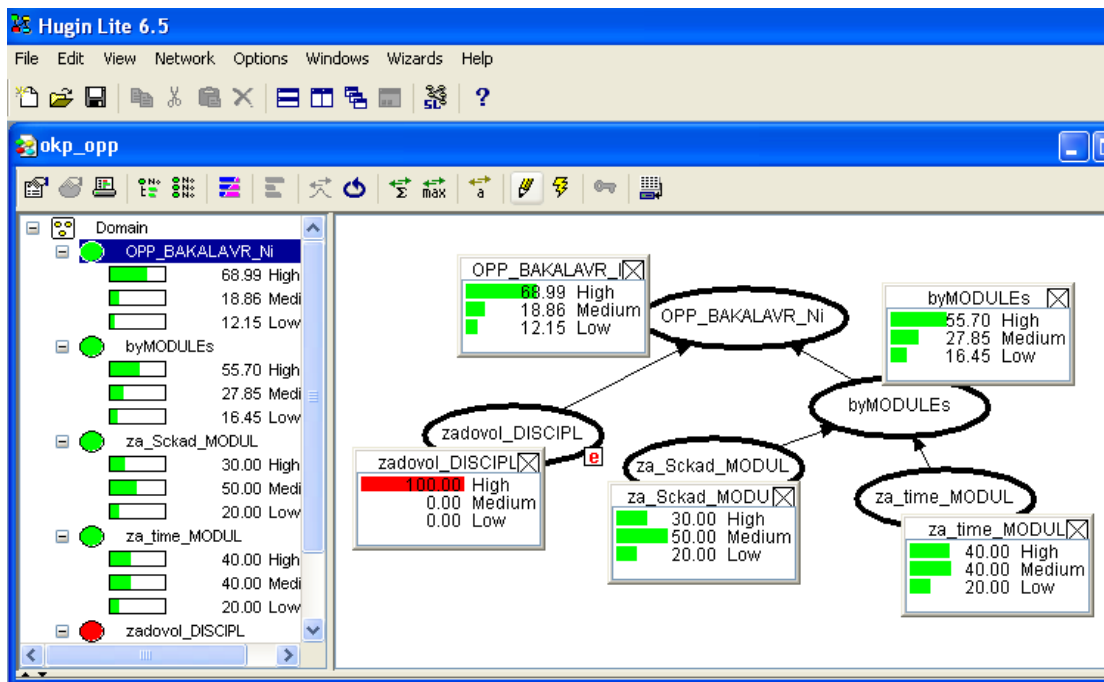 Hugin Lite 6.5
File Edit View Network Options Windows Wizards Help
SL ?
okp_opp
Σ max a
Domain
OPP_BAKALAVR_Ni
68.99 High
18.86 Medi
12.15 Low
byMODULEs
55.70 High
27.85 Medi
16.45 Low
za_Sckad_MODUL
30.00 High
50.00 Medi
20.00 Low
za_time_MODUL
40.00 High
40.00 Medi
20.00 Low
zadovol_DISCIPL
OPP_BAKALAVR_I
68.99 High
18.86 Medium
12.15 Low
OPP_BAKALAVR_Ni
byMODULEs
55.70 High
27.85 Medium
16.45 Low
byMODULEs
zadovol_DISCIPL
e
zadovol_DISCIPL
100.00 High
0.00 Medium
0.00 Low
za_Sckad_MODUL
za_Sckad_MODU
30.00 High
50.00 Medium
20.00 Low
za_time_MODUL
za_time_MODUL
40.00 High
40.00 Medium
20.00 Low